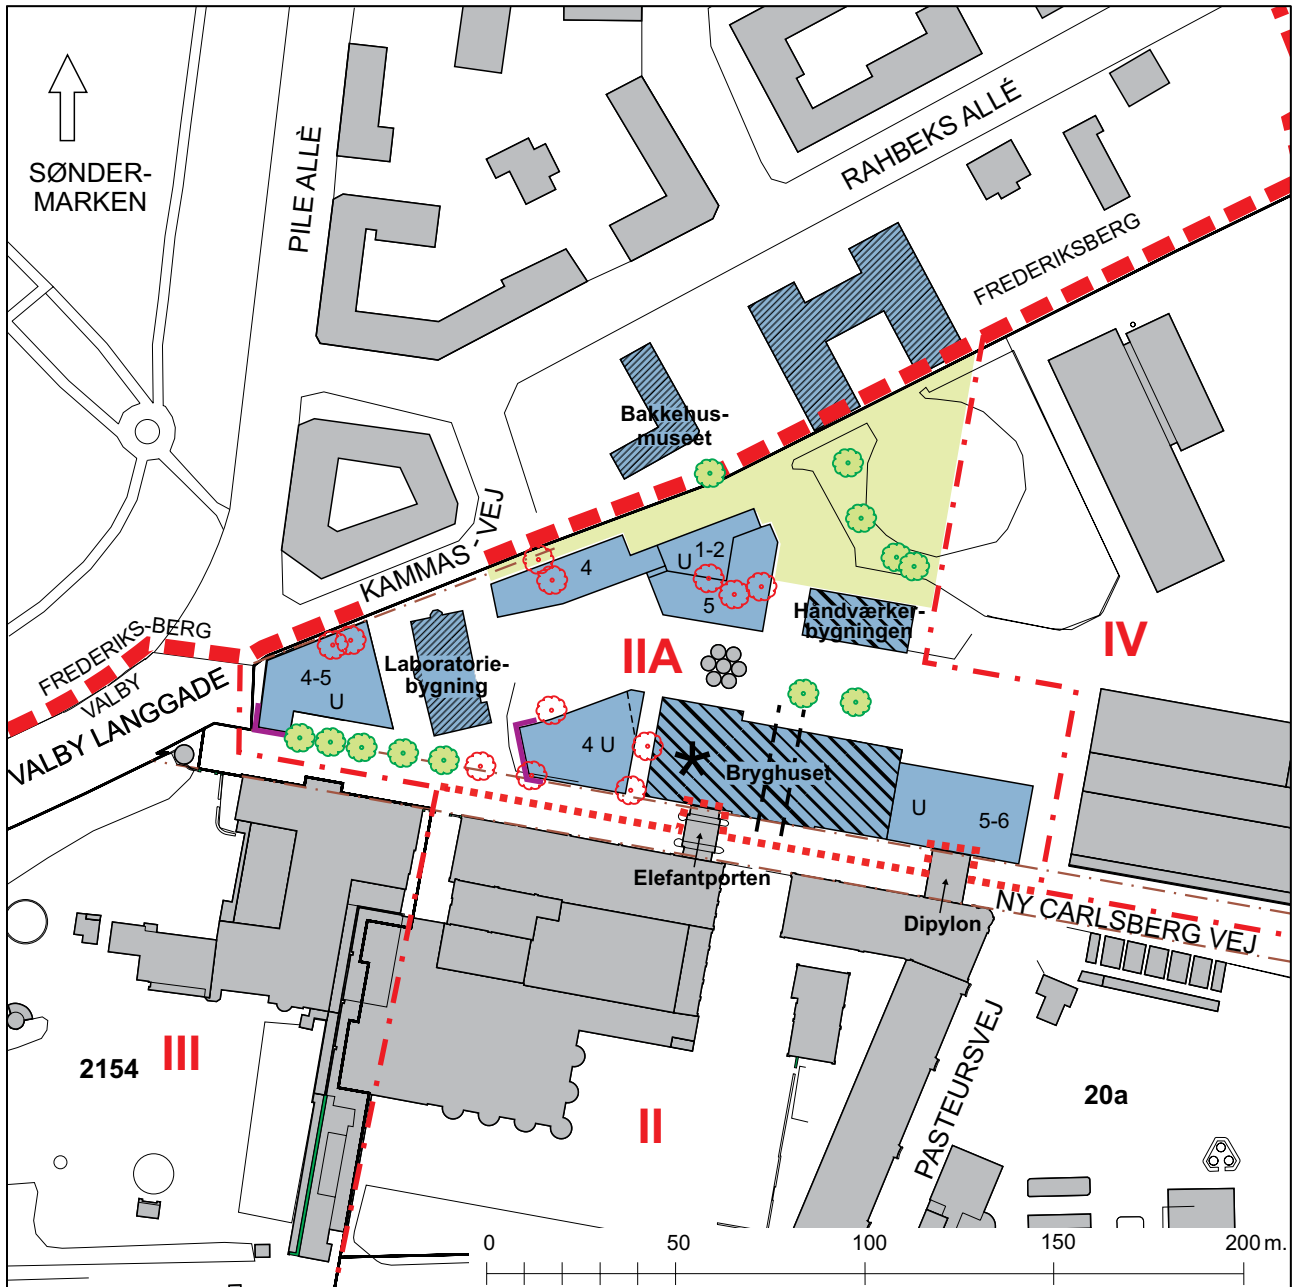 SØNDER-
MARKEN
PILE ALLÈ
RAHBEKS ALLÉ
FREDERIKSBERG
Bakkehus-
museet
KAMMAS - VEJ
FREDERIKS-BERG
VALBY
VALBY LANGGADE
4
U
1-2
5
Håndværker-
bygningen
IV
IIA
Laboratorie-
bygning
4-5
U
4 U
Bryghuset
U
5-6
Elefantporten
Dipylon
NY CARLSBERG VEJ
III
2154
II
PASTEURSVEJ
20a
0
50
100
150
200 m.